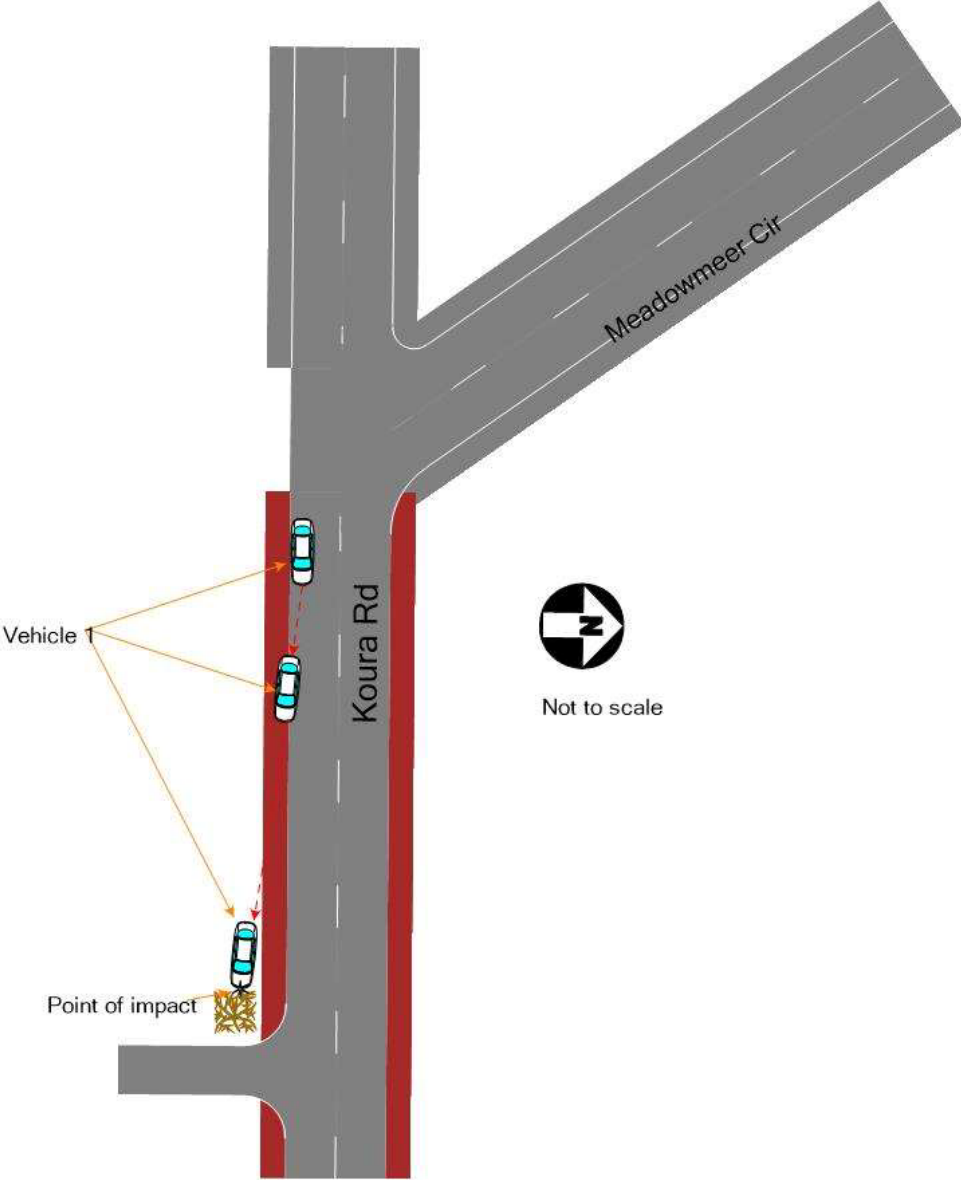 Meadowmeer Cir
Koura Rd
N
Vehicle 1
Not to scale
Point of impact